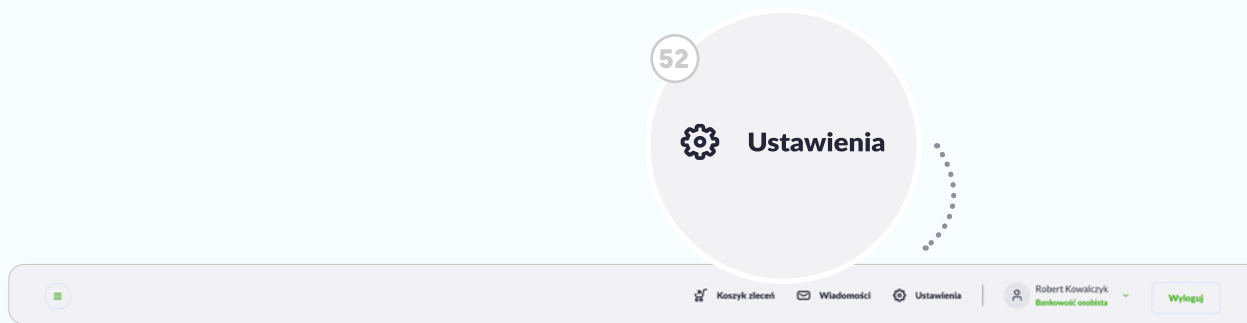 52
Ustawienia
Koszyk zleceń Wiadomości Ustawienia Robert Kowalczyk
Bankowość osobista
Wyloguj